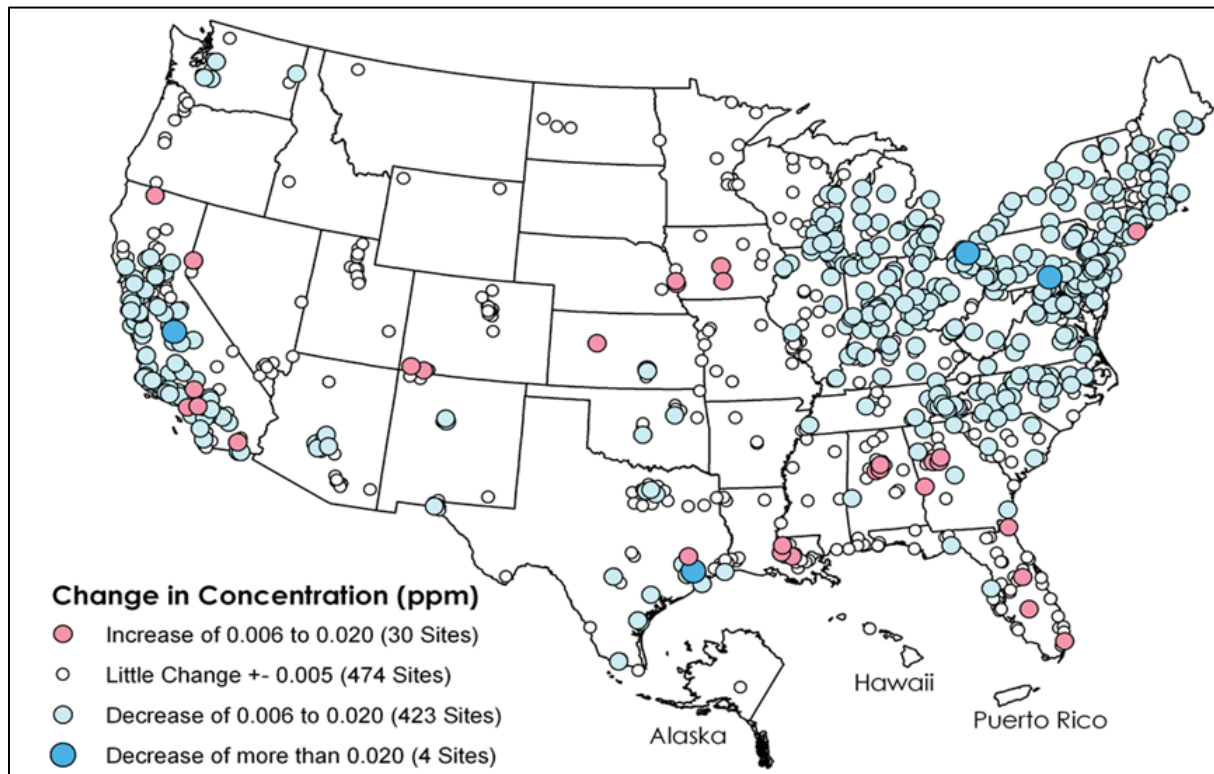 Change in Concentration (ppm)
Increase of 0.006 to 0.020 (30 Sites)
Little Change +- 0.005 (474 Sites)
Decrease of 0.006 to 0.020 (423 Sites)
Decrease of more than 0.020 (4 Sites)
Alaska
Hawaii
Puerto Rico